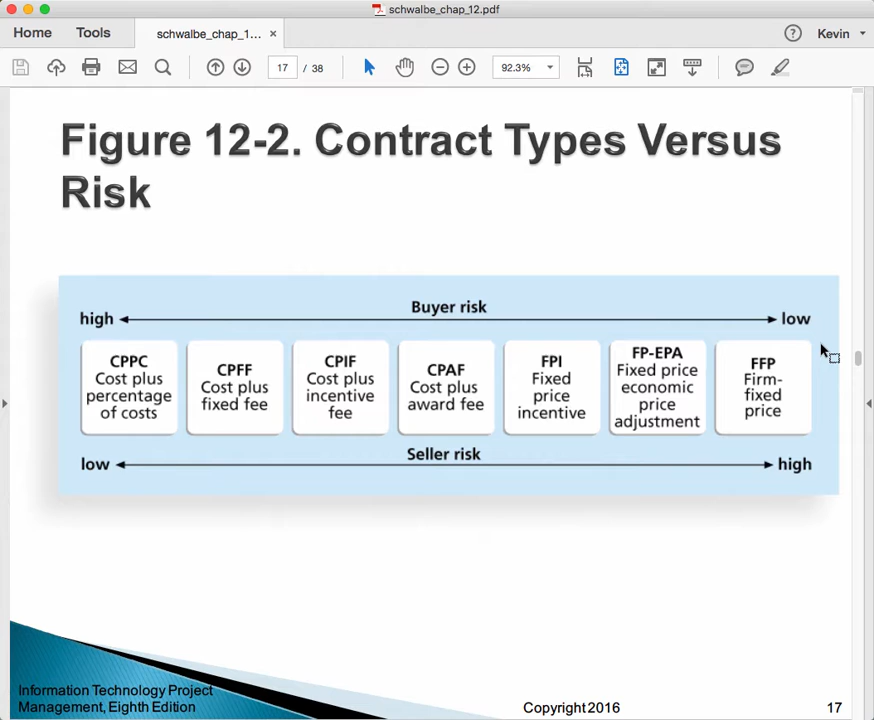 schwalbe_chap_12.pdf
Home Tools schwalbe_chap_1... × ? Kevin
17 / 38 92.3%
Figure 12-2. Contract Types Versus
Risk
Buyer risk
high low
CPPC
Cost plus
percentage
of costs
CPFF
Cost plus
fixed fee
CPIF
Cost plus
incentive
fee
CPAF
Cost plus
award fee
FPI
Fixed
price
incentive
FP-EPA
Fixed price
economic
price
adjustment
FFP
Firm-
fixed
price
Seller risk
low high
Information Technology Project
Management, Eighth Edition
Copyright 2016
17